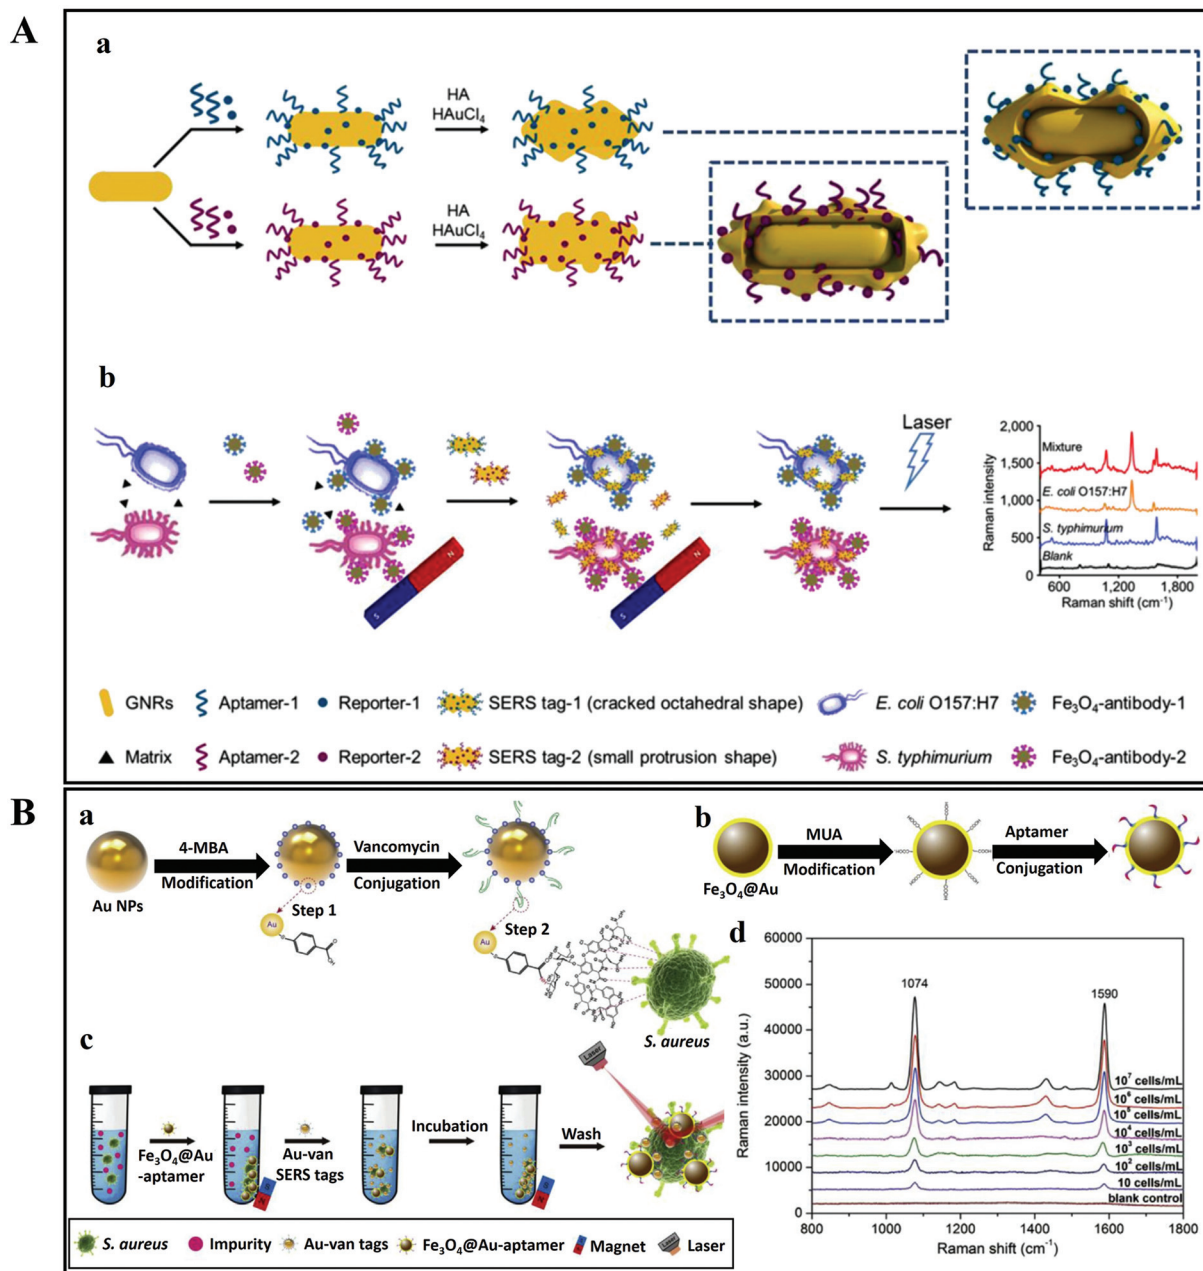 A
a
HA
HAuCl4
HA
HAuCl4
b
Laser
2,000
1,500
1,000
500
0
Raman intensity
Mixture
E. coli O157:H7
S. typhimurium
Blank
600
1,200
1,800
Raman shift (cm-1)
N
S
N
S
GNRs
Aptamer-1
Reporter-1
SERS tag-1 (cracked octahedral shape)
E. coli O157:H7
Fe3O4-antibody-1
Matrix
Aptamer-2
Reporter-2
SERS tag-2 (small protrusion shape)
S. typhimurium
Fe3O4-antibody-2
B
a
Au NPs
4-MBA
Modification
Vancomycin
Conjugation
Step 1
Au
Step 2
Au
S. aureus
b
Fe3O4@Au
MUA
Modification
HOOC
COOH
Aptamer
Conjugation
c
Fe3O4@Au
-aptamer
Au-van
SERS tags
Incubation
Wash
Laser
d
60000
50000
40000
30000
20000
10000
0
Raman intensity (a.u.)
1074
1590
10⁷ cells/mL
10⁶ cells/mL
10⁵ cells/mL
10⁴ cells/mL
10³ cells/mL
10² cells/mL
10 cells/mL
blank control
800
1000
1200
1400
1600
1800
Raman shift (cm⁻¹)
S. aureus
Impurity
Au-van tags
Fe3O4@Au-aptamer
Magnet
Laser